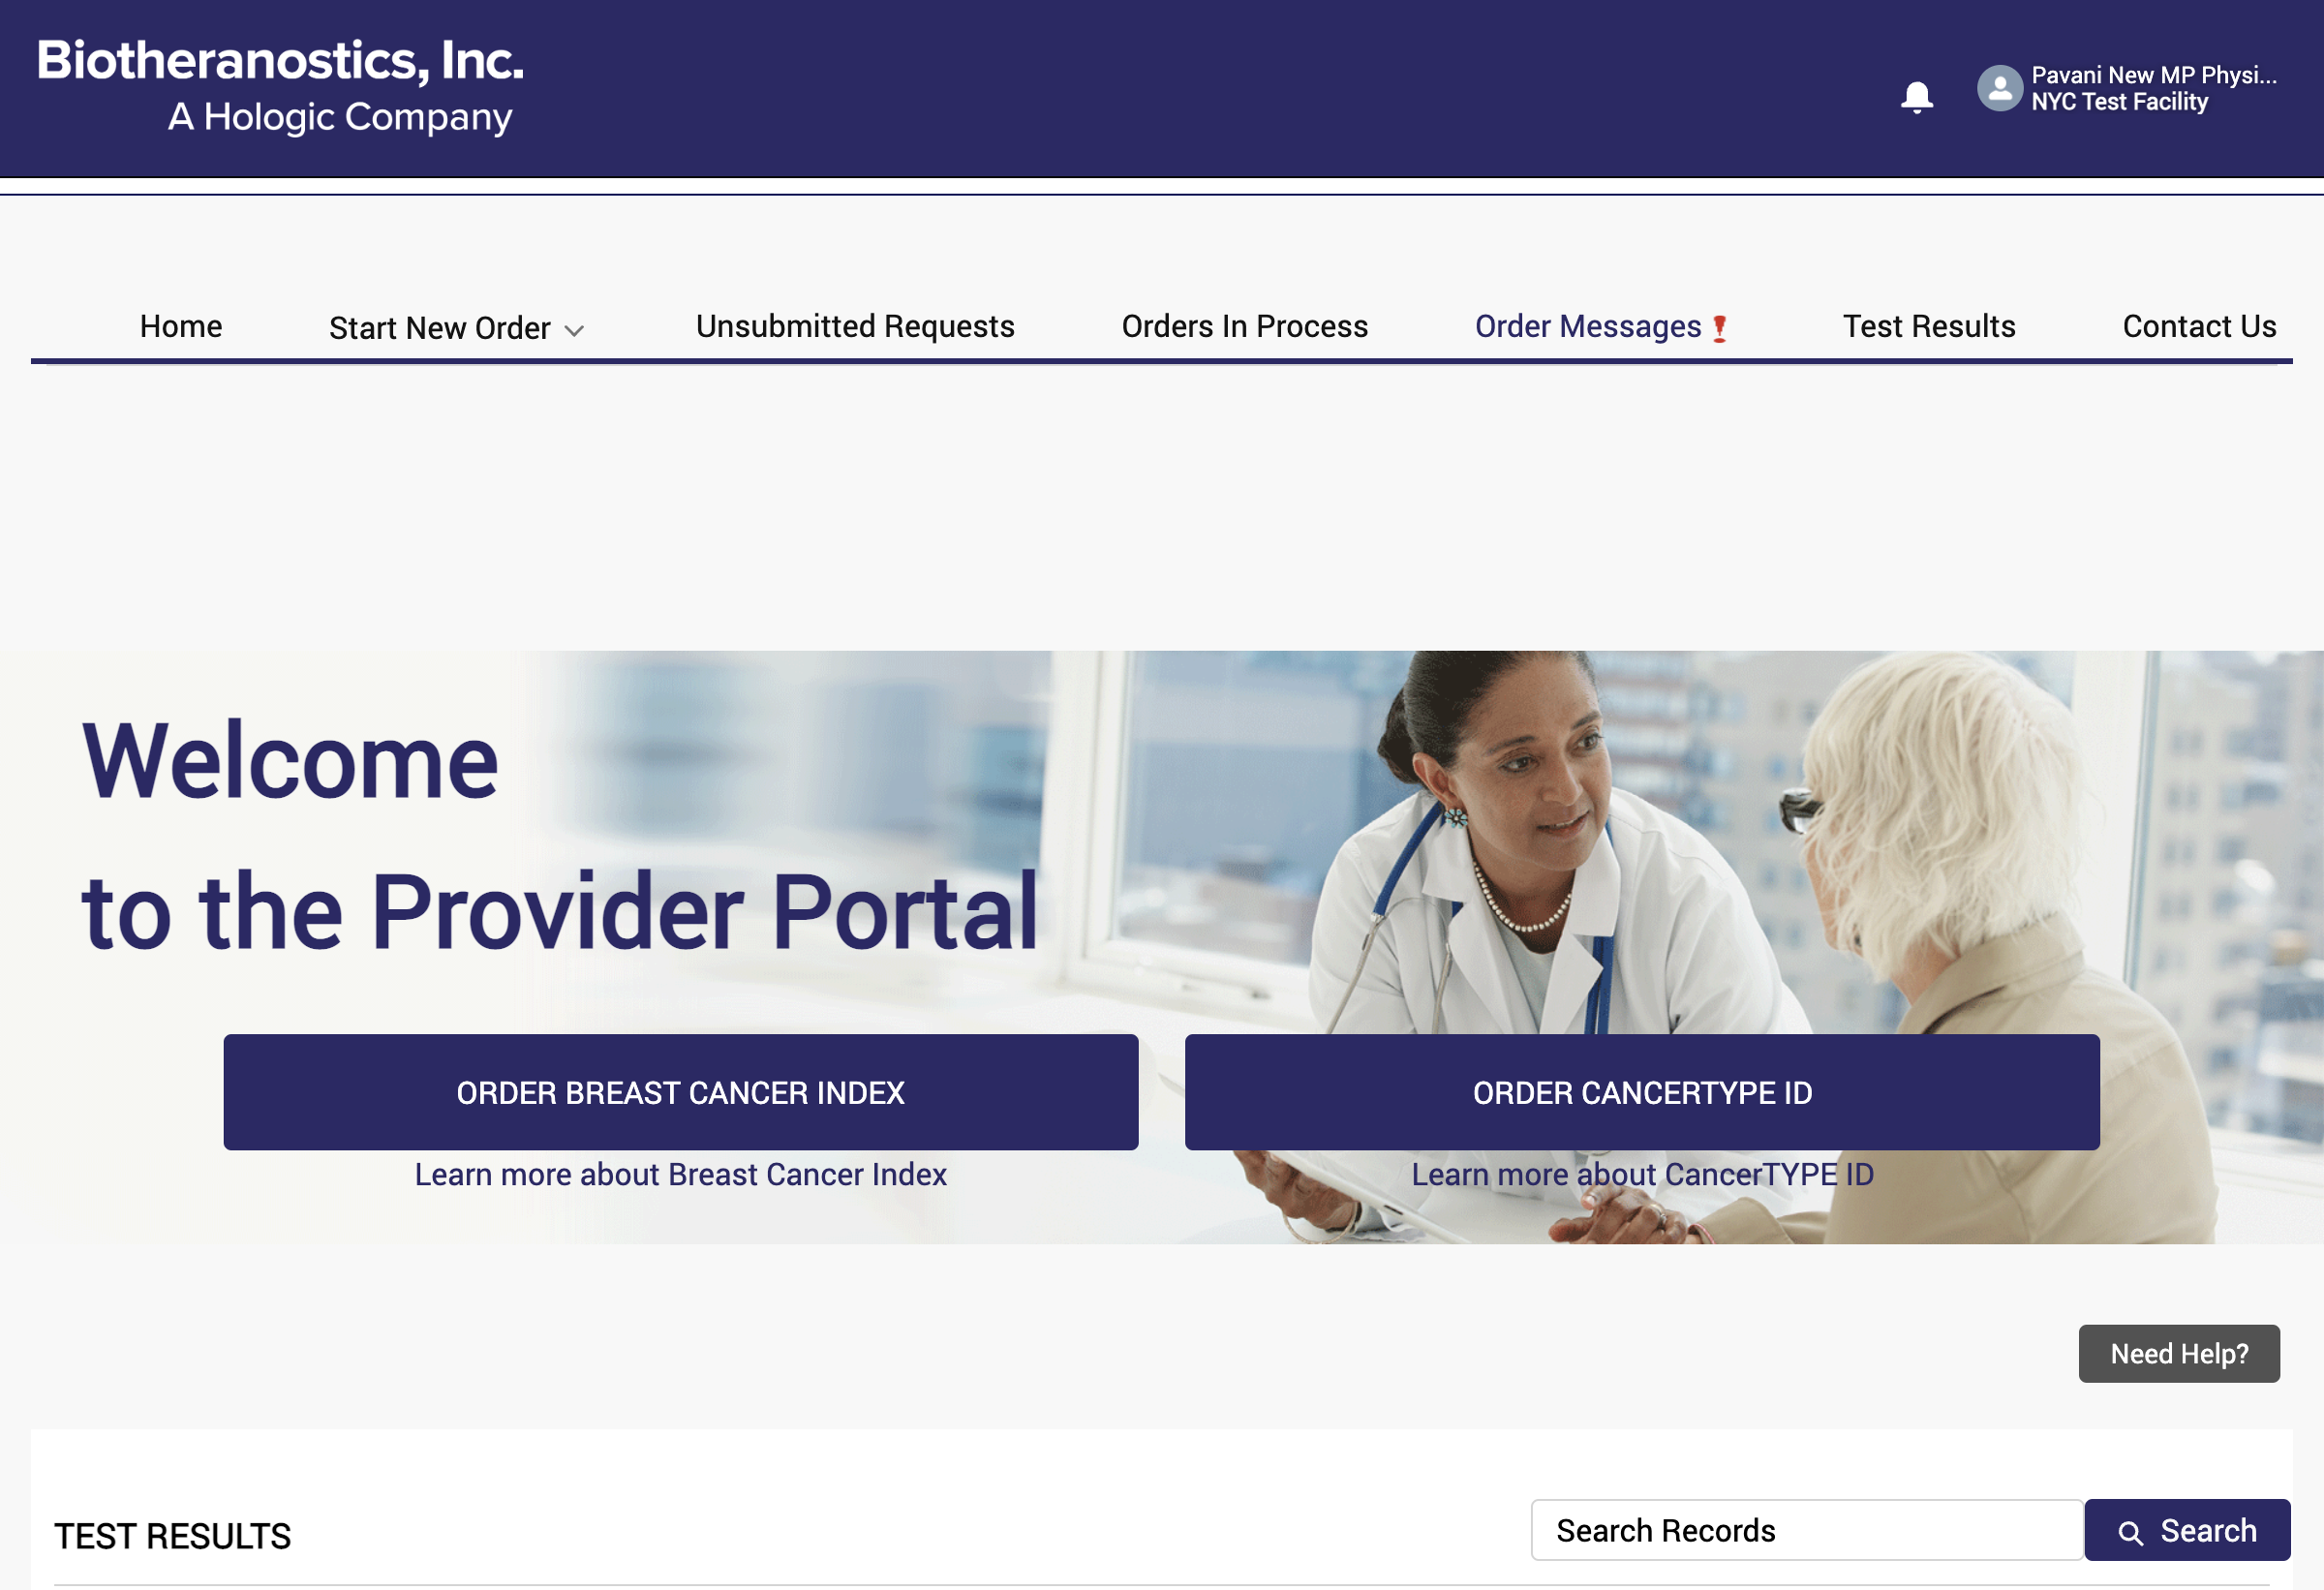 Biotheranostics, Inc.
A Hologic Company
Pavani New MP Physi...
NYC Test Facility
Home
Start New Order
Unsubmitted Requests
Orders In Process
Order Messages❗
Test Results
Contact Us
Welcome
to the Provider Portal
ORDER BREAST CANCER INDEX
ORDER CANCERTYPE ID
Learn more about Breast Cancer Index
Learn more about CancerTYPE ID
Need Help?
TEST RESULTS
Search Records
Search